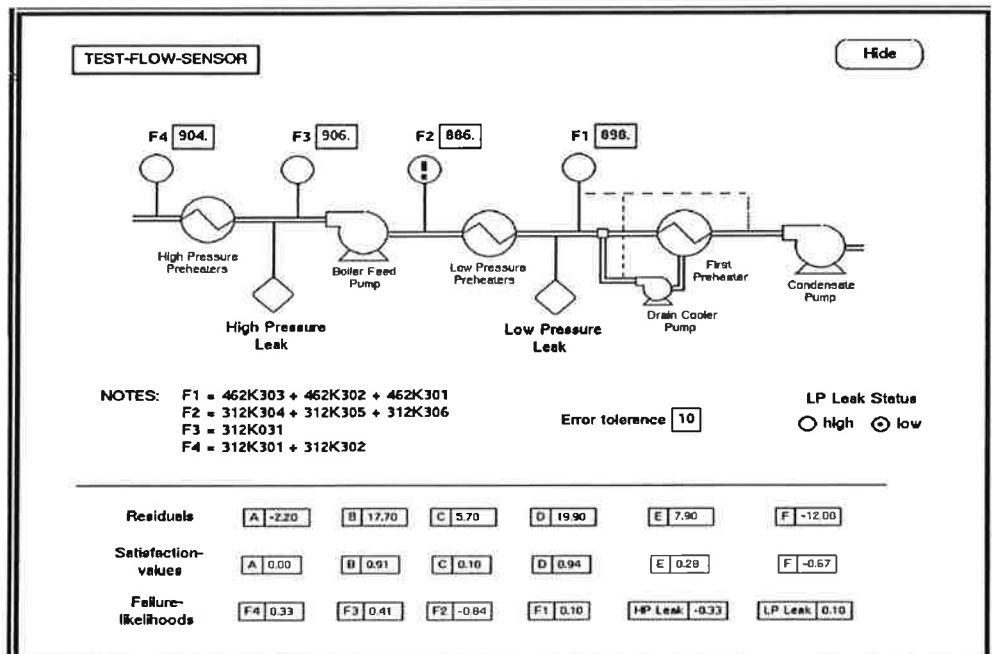 TEST-FLOW-SENSOR
Hide
F4 904.
F3 906.
F2 886.
F1 898.
!
High Pressure
Preheaters
Boiler Feed
Pump
Low Pressure
Preheaters
First
Preheater
Condensate
Pump
Drain Cooler
Pump
High Pressure
Leak
Low Pressure
Leak
NOTES: F1 = 462K303 + 462K302 + 462K301
F2 = 312K304 + 312K305 + 312K306
F3 = 312K031
F4 = 312K301 + 312K302
Error tolerance 10
LP Leak Status
high low
Residuals A -2.20 B 17.70 C 5.70 D 19.90 E 7.90 F -12.00
Satisfaction-
values A 0.00 B 0.91 C 0.10 D 0.94 E 0.28 F -0.67
Failure-
likelihoods F4 0.33 F3 0.41 F2 -0.84 F1 0.10 HP Leak -0.33 LP Leak 0.10